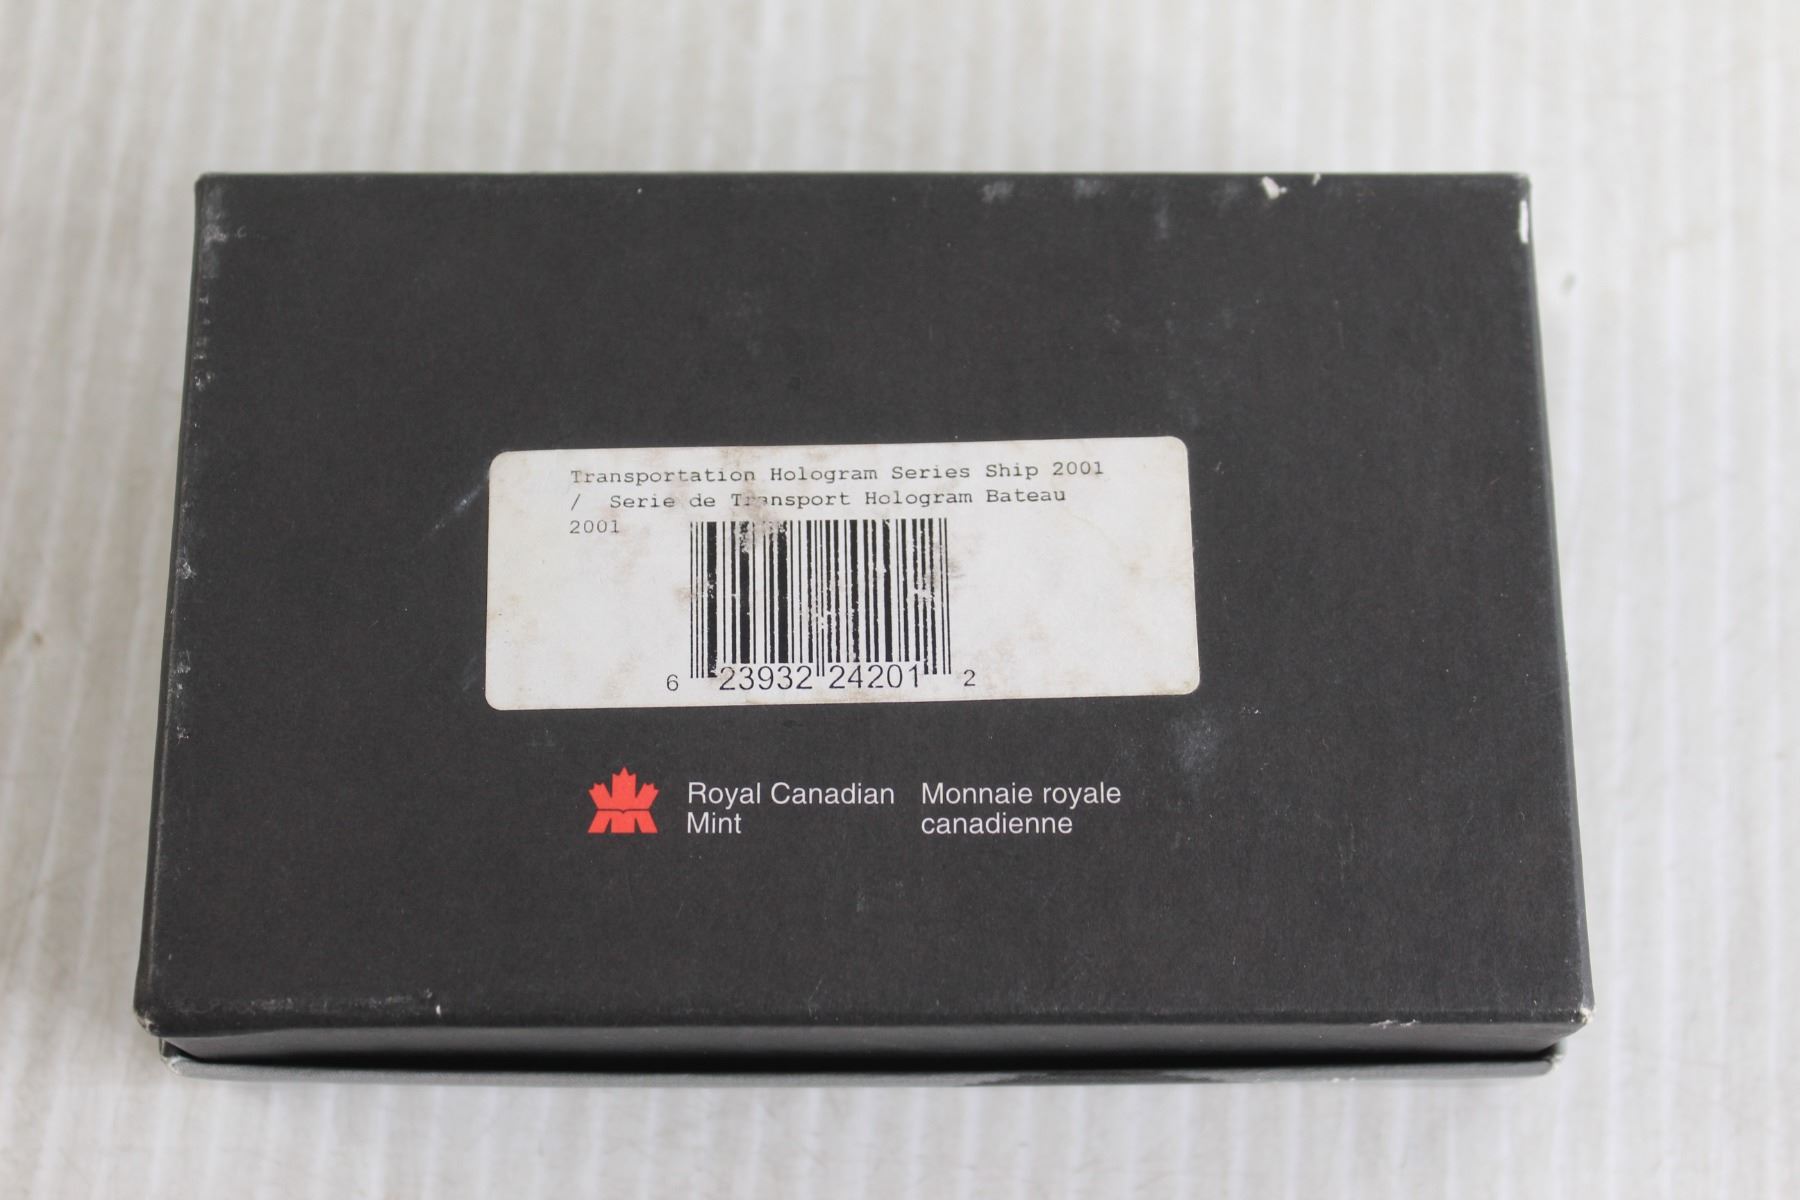 Transportation Hologram Series Ship 2001
/ Serie de Transport Hologram Bateau
2001
6 23932 24201 2
Royal Canadian Monnaie royale
Mint canadienne